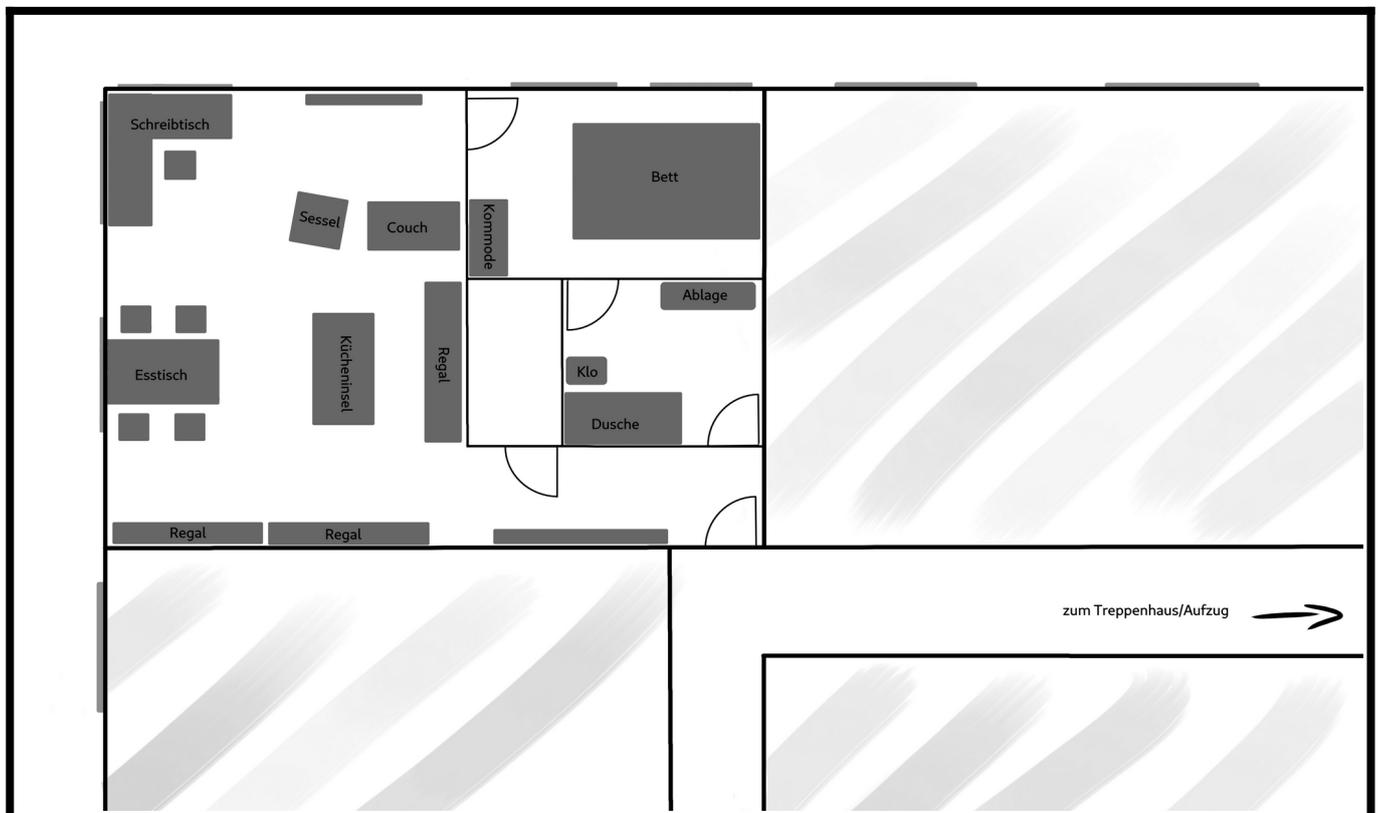 Schreibtisch
Sessel
Couch
Kommode
Bett
Ablage
Esstisch
Kücheninsel
Regal
Klo
Dusche
Regal
Regal
zum Treppenhaus/Aufzug